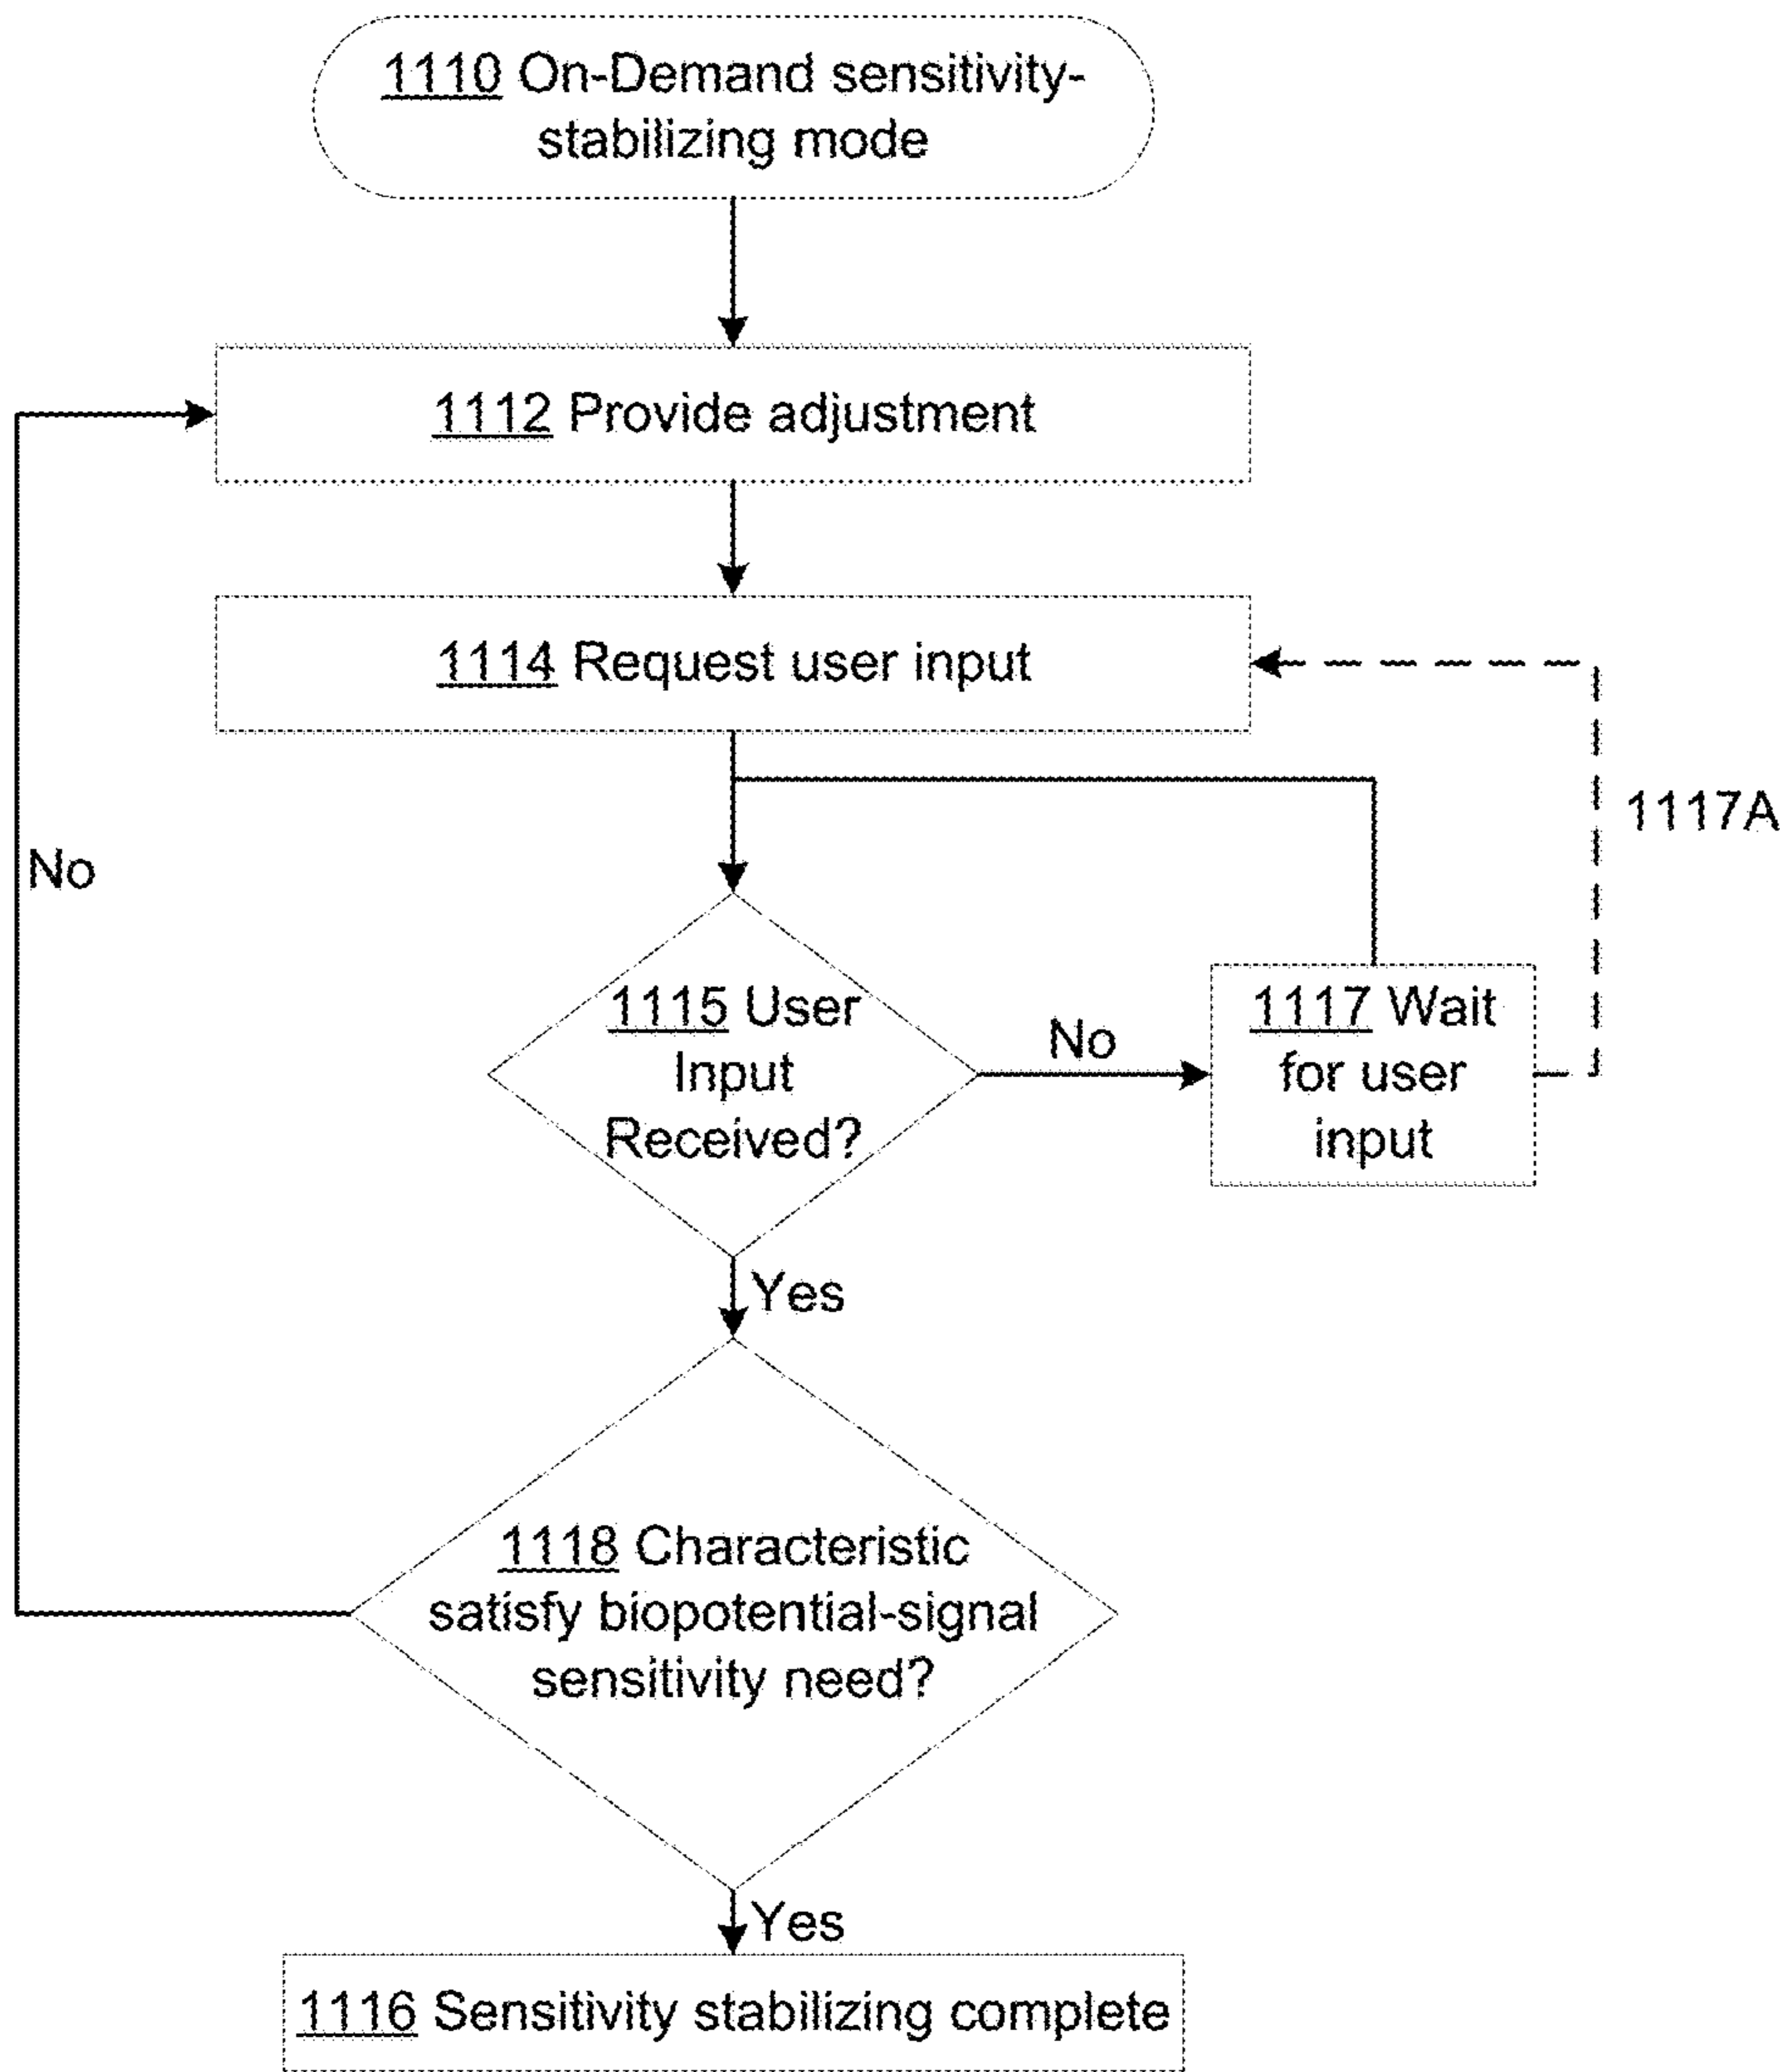 1110 On-Demand sensitivity-
stabilizing mode
1112 Provide adjustment
1114 Request user input
1117A
No
1115 User
Input
Received?
No
1117 Wait
for user
input
Yes
1118 Characteristic
satisfy biopotential-signal
sensitivity need?
Yes
1116 Sensitivity stabilizing complete